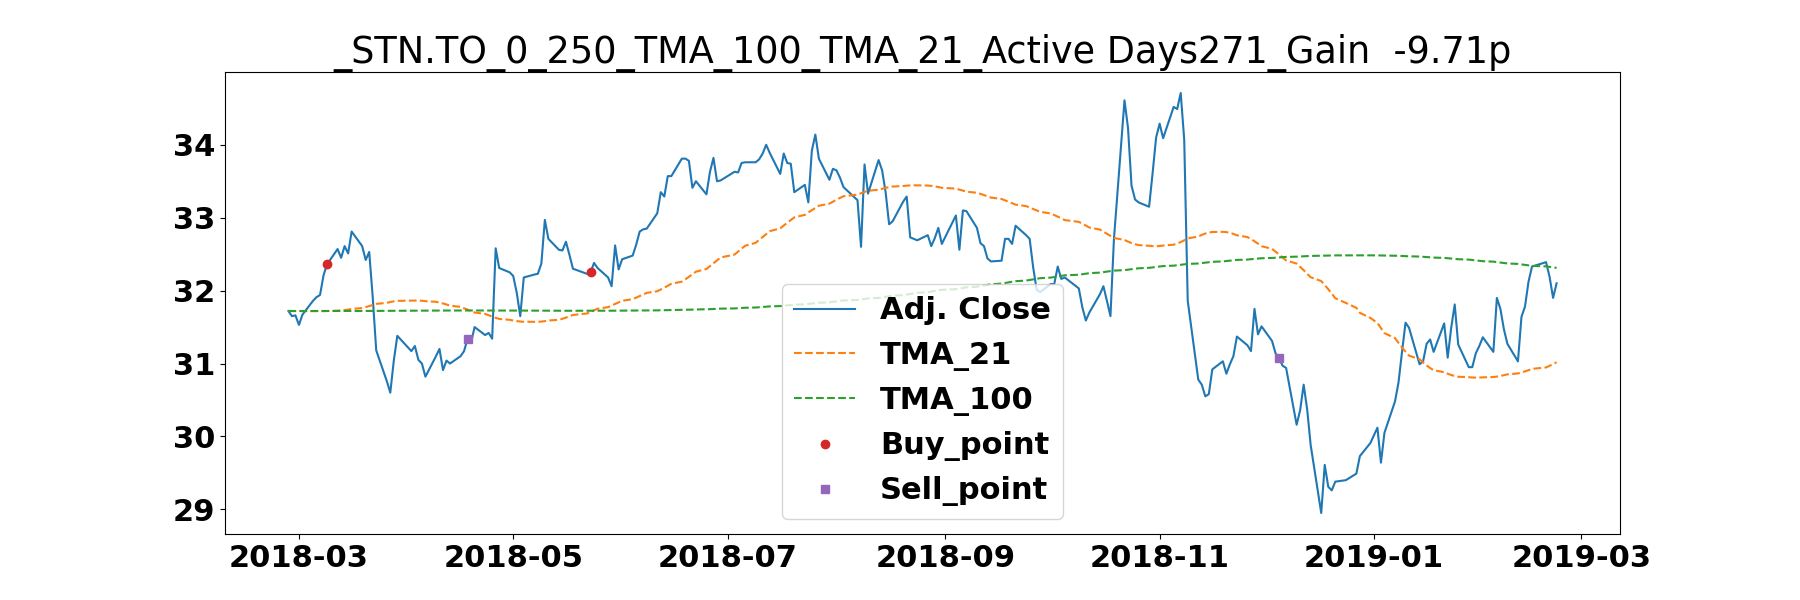 _STN.TO_0_250_TMA_100_TMA_21_Active Days271_Gain  -9.71p
34
33
32
31
30
29
Adj. Close
TMA_21
TMA_100
Buy_point
Sell_point
2018-03 2018-05 2018-07 2018-09 2018-11 2019-01 2019-03